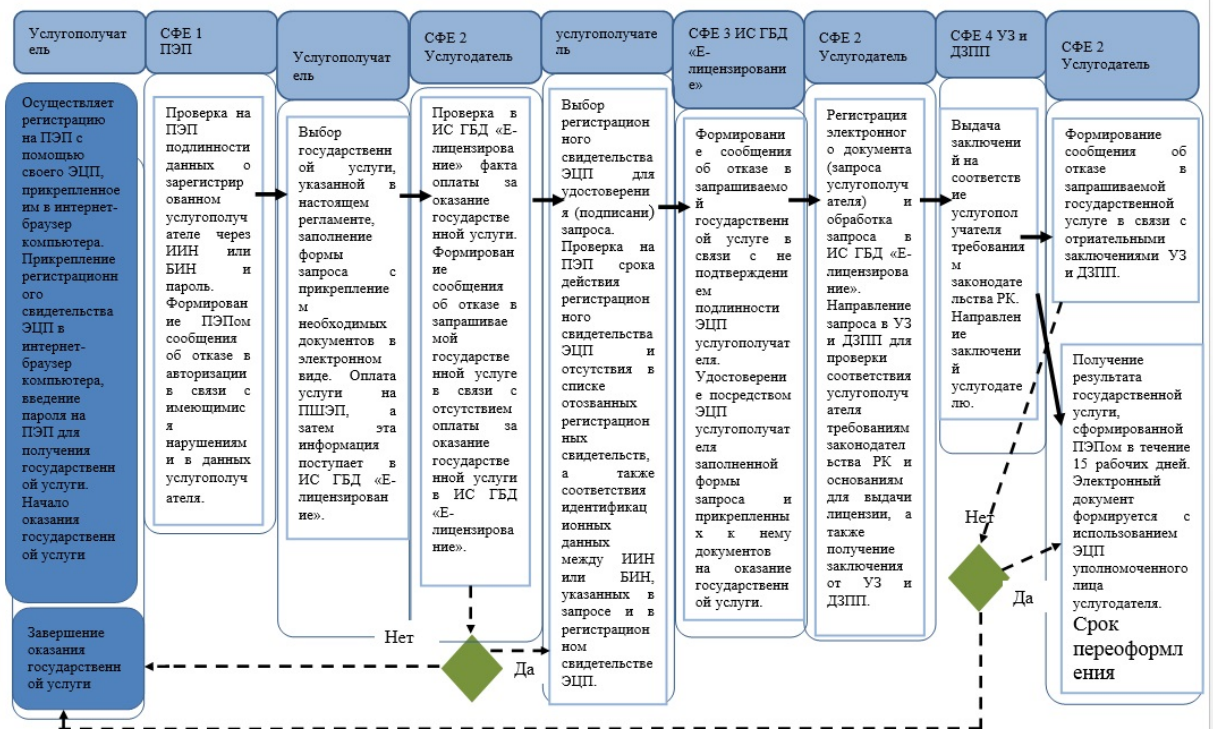 Услугополучат
ель
Осуществляет
регистрацию
на ПЭП с
помощью
своего ЭЦП,
прикрепленное
им в интернет-
браузер
компьютера.
Прикрепление
регистрационн
ого
свидетельства
ЭЦП в
интернет-
браузер
компьютера,
введение
пароля на
ПЭП для
получения
государственн
ой услуги.
Начало
оказания
государственн
ой услуги
Завершение
оказания
государственн
ой услуги
СФЕ 1
ПЭП
Проверка на
ПЭП
подлинности
данных о
зарегистрир
ованном
услугополуч
ателе через
ИИН или
БИН и
пароль.
Формирован
ие ПЭПом
сообщения
об отказе в
авторизации
в связи с
имеющимис
я
нарушениям
и в данных
услугополуч
ателя.
Услугополучат
ель
Выбор
государственн
ой услуги,
указанной в
настоящем
регламенте,
заполнение
формы
запроса с
прикрепление
м
необходимых
документов в
электронном
виде. Оплата
услуги на
ПШЭП, а
затем эта
информация
поступает в
ИС ГБД «Е-
лицензирован
ие».
СФЕ 2
Услугодатель
Проверка в
ИС ГБД «Е-
лицензирова
ние» факта
оплаты за
оказание
государстве
нной услуги.
Формирован
ие
сообщения
об отказе в
запрашивае
мой
государстве
нной услуге
в связи с
отсутствием
оплаты за
оказание
государстве
нной услуги
в ИС ГБД
«Е-
лицензирова
ние».
Нет
Да
услугополучате
ль
Выбор
регистрацион
ного
свидетельства
ЭЦП для
удостоверени
я (подписани)
запроса.
Проверка на
ПЭП срока
действия
регистрацион
ного
свидетельства
ЭЦП и
отсутствия в
списке
отозванных
регистрацион
ных
свидетельств,
а также
соответствия
идентификац
ионных
данных
между ИИН
или БИН,
указанных в
запросе и в
регистрацион
ном
свидетельстве
ЭЦП.
СФЕ 3 ИС ГБД
«Е-
лицензировани
е»
Формировани
е сообщения
об отказе в
запрашиваемо
й
государственн
ой услуге в
связи с не
подтверждени
ем
подлинности
ЭЦП
услугополуча
теля.
Удостоверени
е посредством
ЭЦП
услугополуча
теля
заполненной
формы
запроса и
прикрепленны
х к нему
документов
на оказание
государственн
ой услуги.
СФЕ 2
Услугодатель
Регистрация
электронног
о документа
(запроса
услугополуч
ателя) и
обработка
запроса в
ИС ГБД «Е-
лицензирова
ние».
Направление
запроса в УЗ
и ДЗПП для
проверки
соответствия
услугополуч
ателя
требованиям
законодател
ьства РК и
основаниям
для выдачи
лицензии, а
также
получение
заключения
от УЗ и
ДЗПП.
СФЕ 4 УЗ и
ДЗПП
Выдача
заключени
й на
соответств
ие
услугопол
учателя
требования
м
законодате
льства РК.
Направлен
ие
заключени
й
услугодате
лю.
Нет
Да
СФЕ 2
Услугодатель
Формирование
сообщения об
отказе в
запрашиваемой
государственной
услуге в связи с
отриательными
заключениями УЗ
и ДЗПП.
Получение
результата
государственной
услуги,
сформированной
ПЭПом в течение
15 рабочих дней.
Электронный
документ
формируется с
использованием
ЭЦП
уполномоченного
лица
услугодателя.
Срок
переоформл
ения